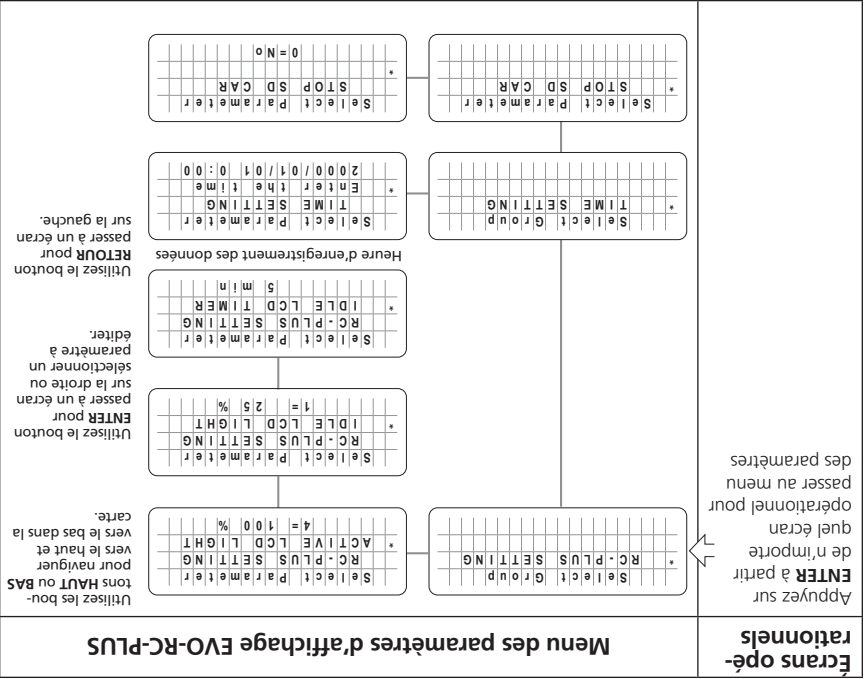 Écrans opé-
rationnels
Menu des paramètres d'affichage EVO-RC-PLUS
Appuyez sur
ENTER à partir
de n'importe
quel écran
opérationnel pour
passer au menu
des paramètres
Select Group
* RC-PLUS SETTING
Select Parameter
RC-PLUS SETTING
* ACTIVE LCD LIGHT
4= 100 %
Utilisez les bou-
tons HAUT ou BAS
pour naviguer
vers le haut et
vers le bas dans la
carte.
Select Parameter
RC-PLUS SETTING
* IDLE LCD LIGHT
1= 25 %
Utilisez le bouton
ENTER pour
passer à un écran
sur la droite ou
sélectionner un
paramètre à
éditer.
Select Parameter
RC-PLUS SETTING
* IDLE LCD TIMER
5 min
Heure d'enregistrement des données
Select Group
* TIME SETTING
Select Parameter
TIME SETTING
* Enter the time
2000/01/01 0:00
Utilisez le bouton
RETOUR pour
passer à un écran
sur la gauche.
Select Parameter
* STOP SD CAR
Select Parameter
STOP SD CAR
*
0=No